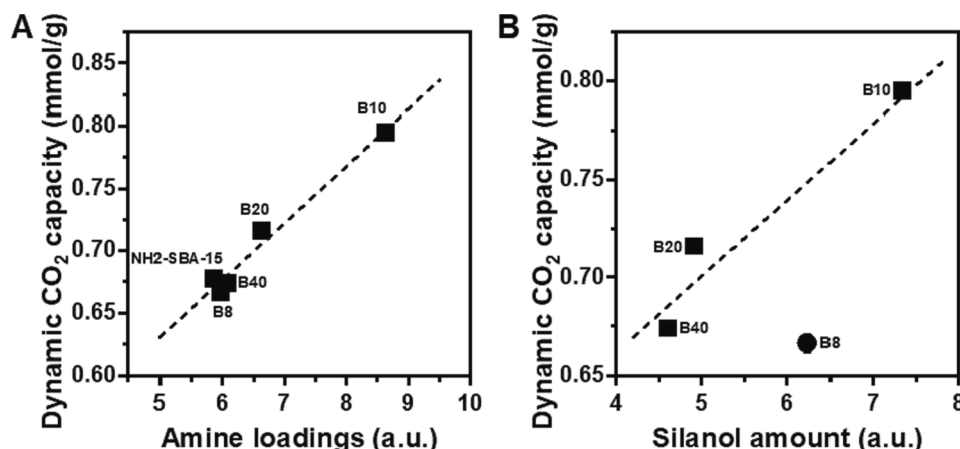 A
Dynamic CO2 capacity (mmol/g)
0.85
0.80
0.75
0.70
0.65
0.60
B10
B20
NH2-SBA-15
B40
B8
5 6 7 8 9 10
Amine loadings (a.u.)
B
Dynamic CO2 capacity (mmol/g)
0.80
0.75
0.70
0.65
B10
B20
B40
B8
4 5 6 7 8
Silanol amount (a.u.)